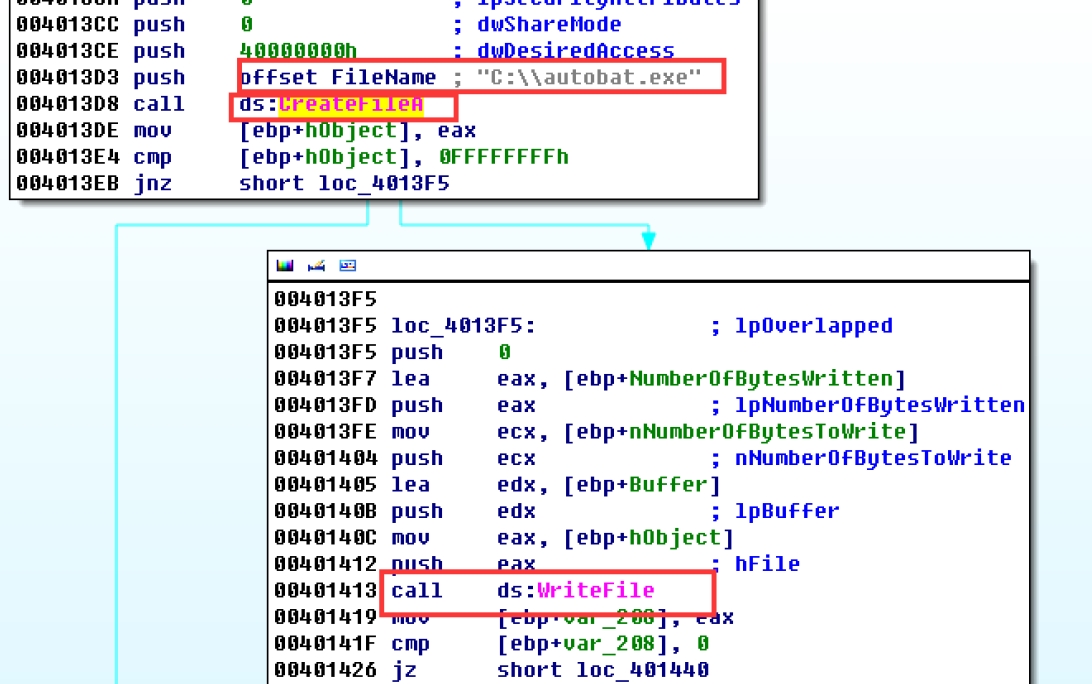 004013CA push 0 ; lpSecurityAttributes
004013CC push 0 ; dwShareMode
004013CE push 40000000h ; dwDesiredAccess
004013D3 push offset FileName ; "C:\\autobat.exe"
004013D8 call ds:CreateFileA
004013DE mov [ebp+hObject], eax
004013E4 cmp [ebp+hObject], 0FFFFFFFFh
004013EB jnz short loc_4013F5
004013F5
004013F5 loc_4013F5: ; lpOverlapped
004013F5 push 0
004013F7 lea eax, [ebp+NumberOfBytesWritten]
004013FD push eax ; lpNumberOfBytesWritten
004013FE mov ecx, [ebp+nNumberOfBytesToWrite]
00401404 push ecx ; nNumberOfBytesToWrite
00401405 lea edx, [ebp+Buffer]
0040140B push edx ; lpBuffer
0040140C mov eax, [ebp+hObject]
00401412 push eax ; hFile
00401413 call ds:WriteFile
00401419 mov [ebp+var_208], eax
0040141F cmp [ebp+var_208], 0
00401426 jz short loc_401440